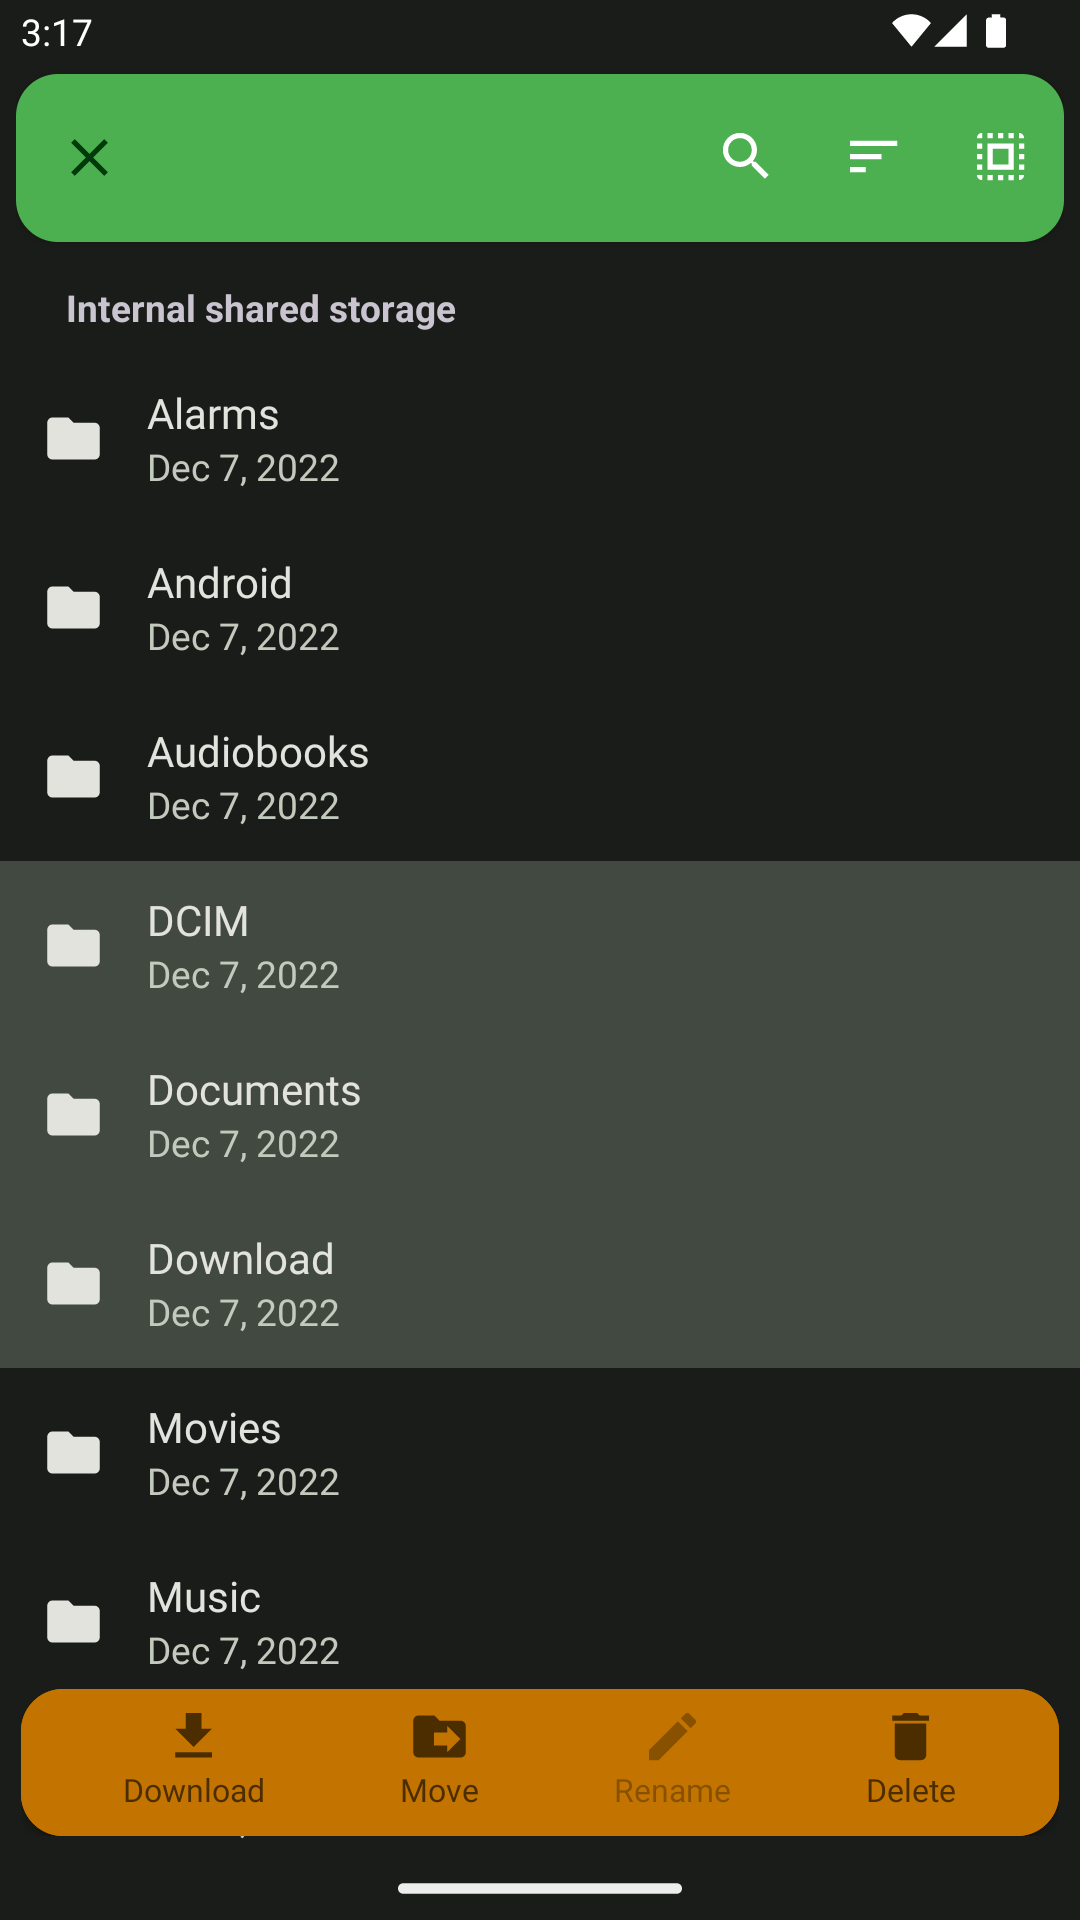 3:17
Internal shared storage
Alarms
Dec 7, 2022
Android
Dec 7, 2022
Audiobooks
Dec 7, 2022
DCIM
Dec 7, 2022
Documents
Dec 7, 2022
Download
Dec 7, 2022
Movies
Dec 7, 2022
Music
Dec 7, 2022
Download
Move
Rename
Delete